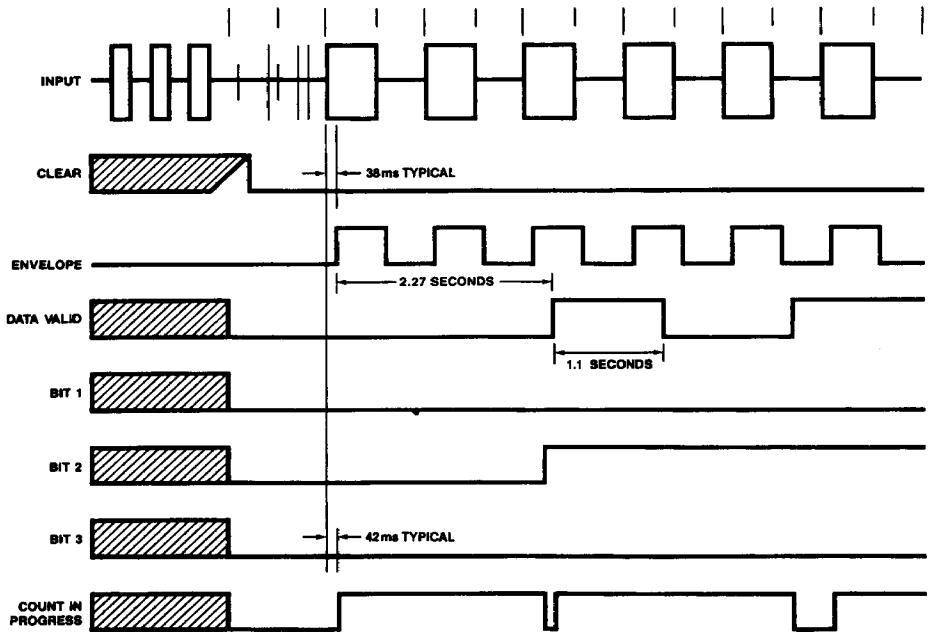 INPUT
CLEAR
38ms TYPICAL
ENVELOPE
2.27 SECONDS
DATA VALID
1.1 SECONDS
BIT 1
BIT 2
BIT 3
42ms TYPICAL
COUNT IN
PROGRESS